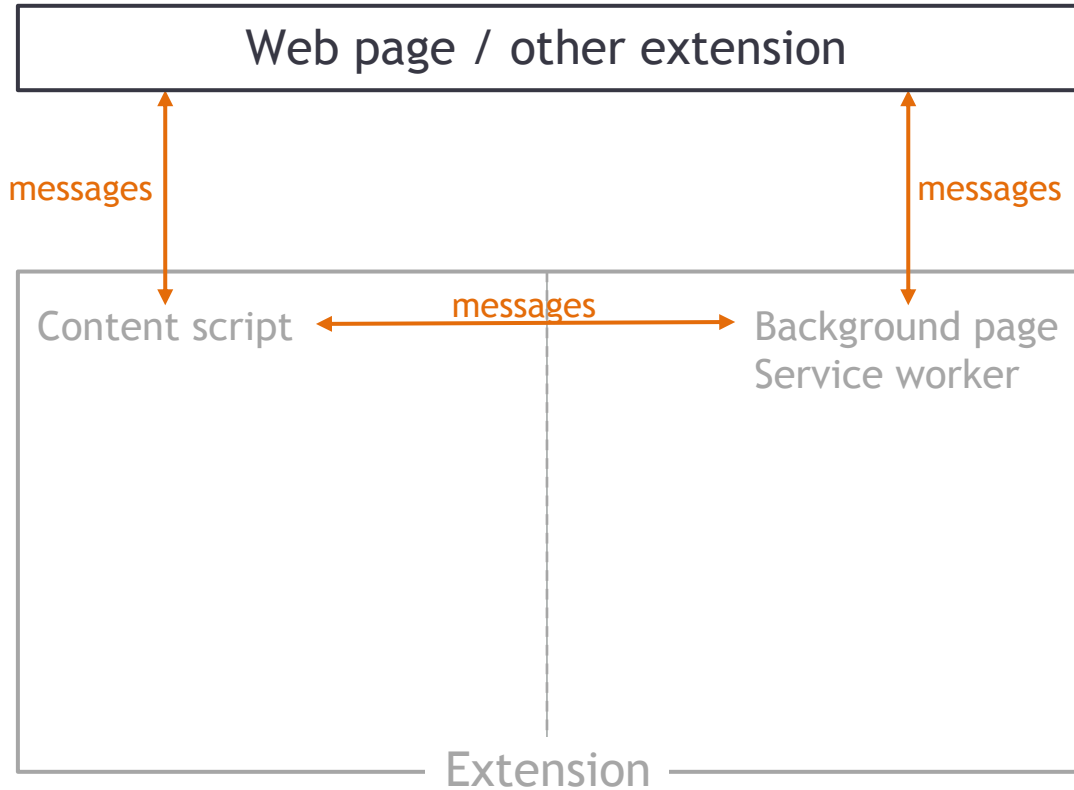 Web page / other extension
messages
messages
messages
Content script
Background page
Service worker
Extension